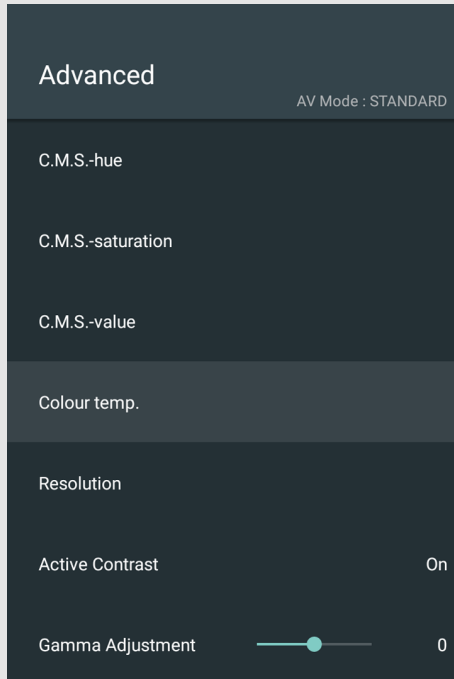 Advanced
AV Mode : STANDARD
C.M.S.-hue
C.M.S.-saturation
C.M.S.-value
Colour temp.
Resolution
Active Contrast On
Gamma Adjustment 0